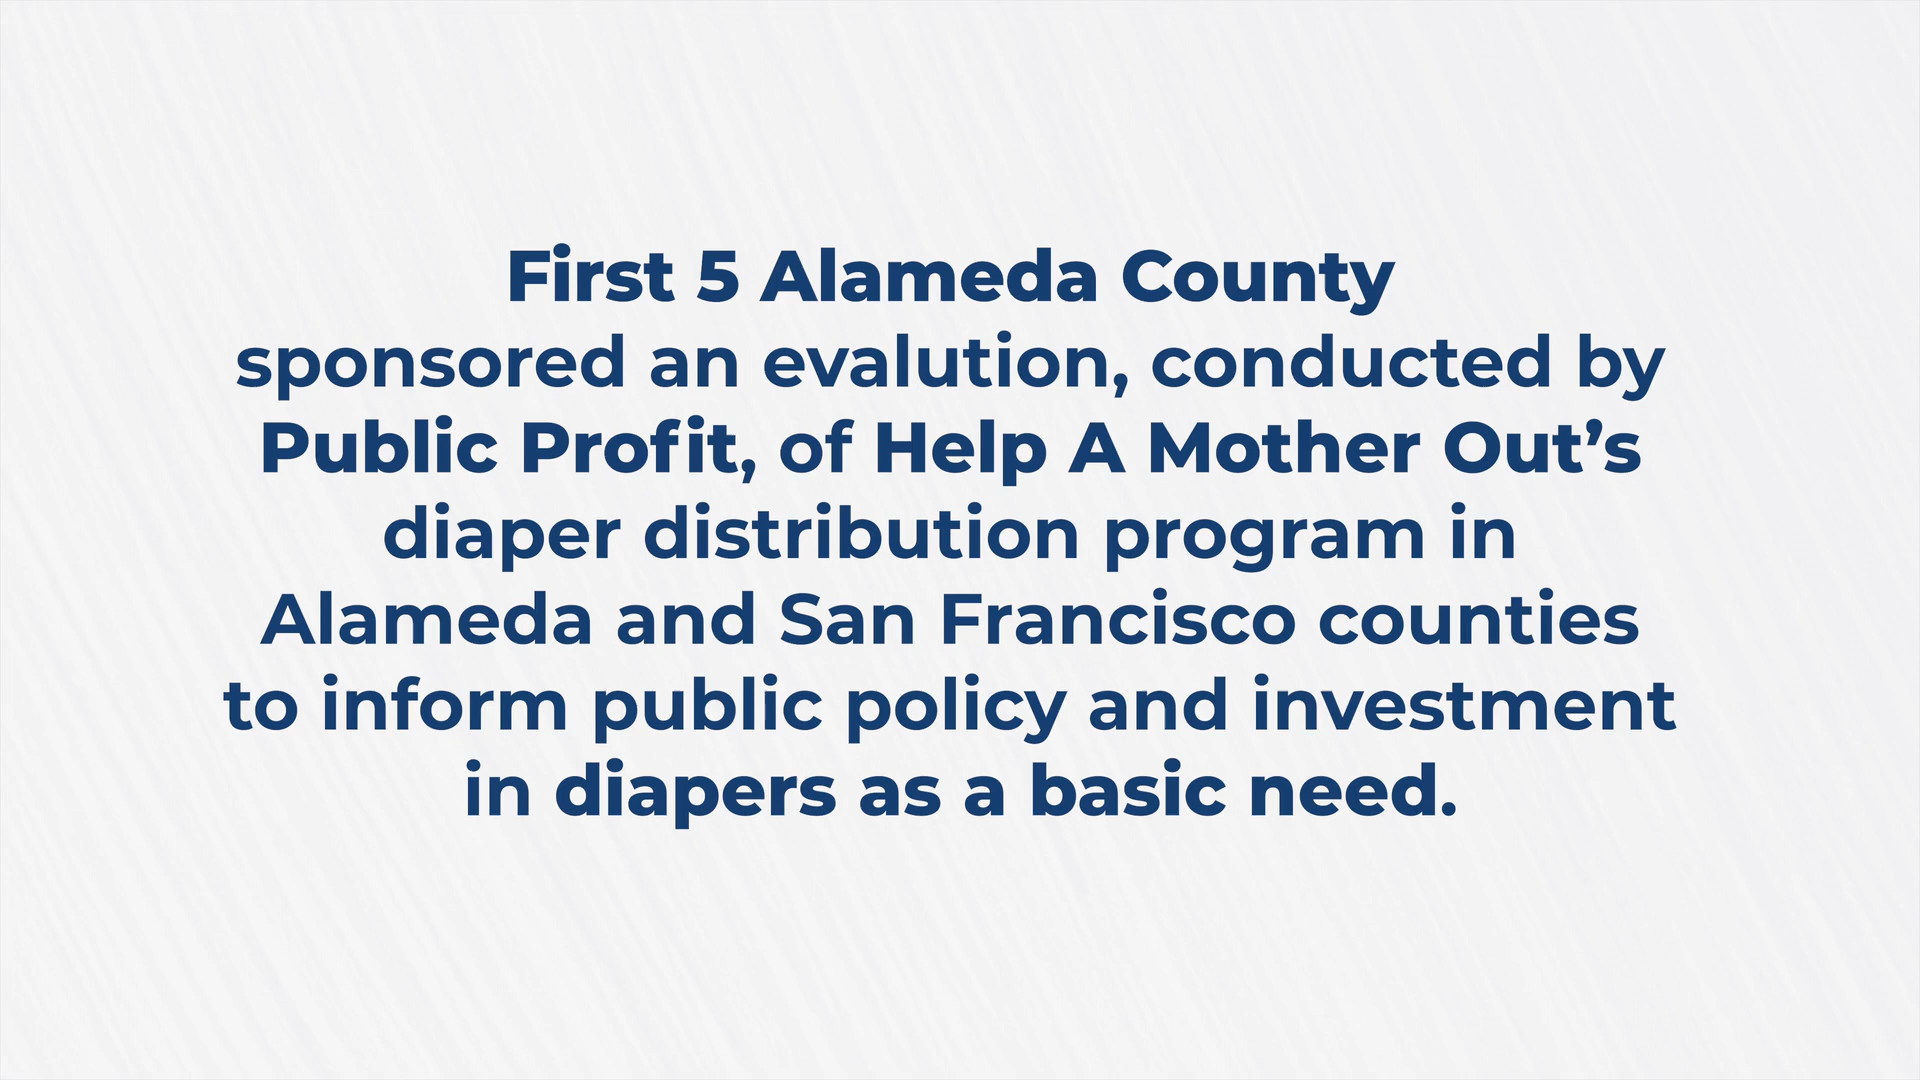 First 5 Alameda County
sponsored an evalution, conducted by
Public Profit, of Help A Mother Out’s
diaper distribution program in
Alameda and San Francisco counties
to inform public policy and investment
in diapers as a basic need.